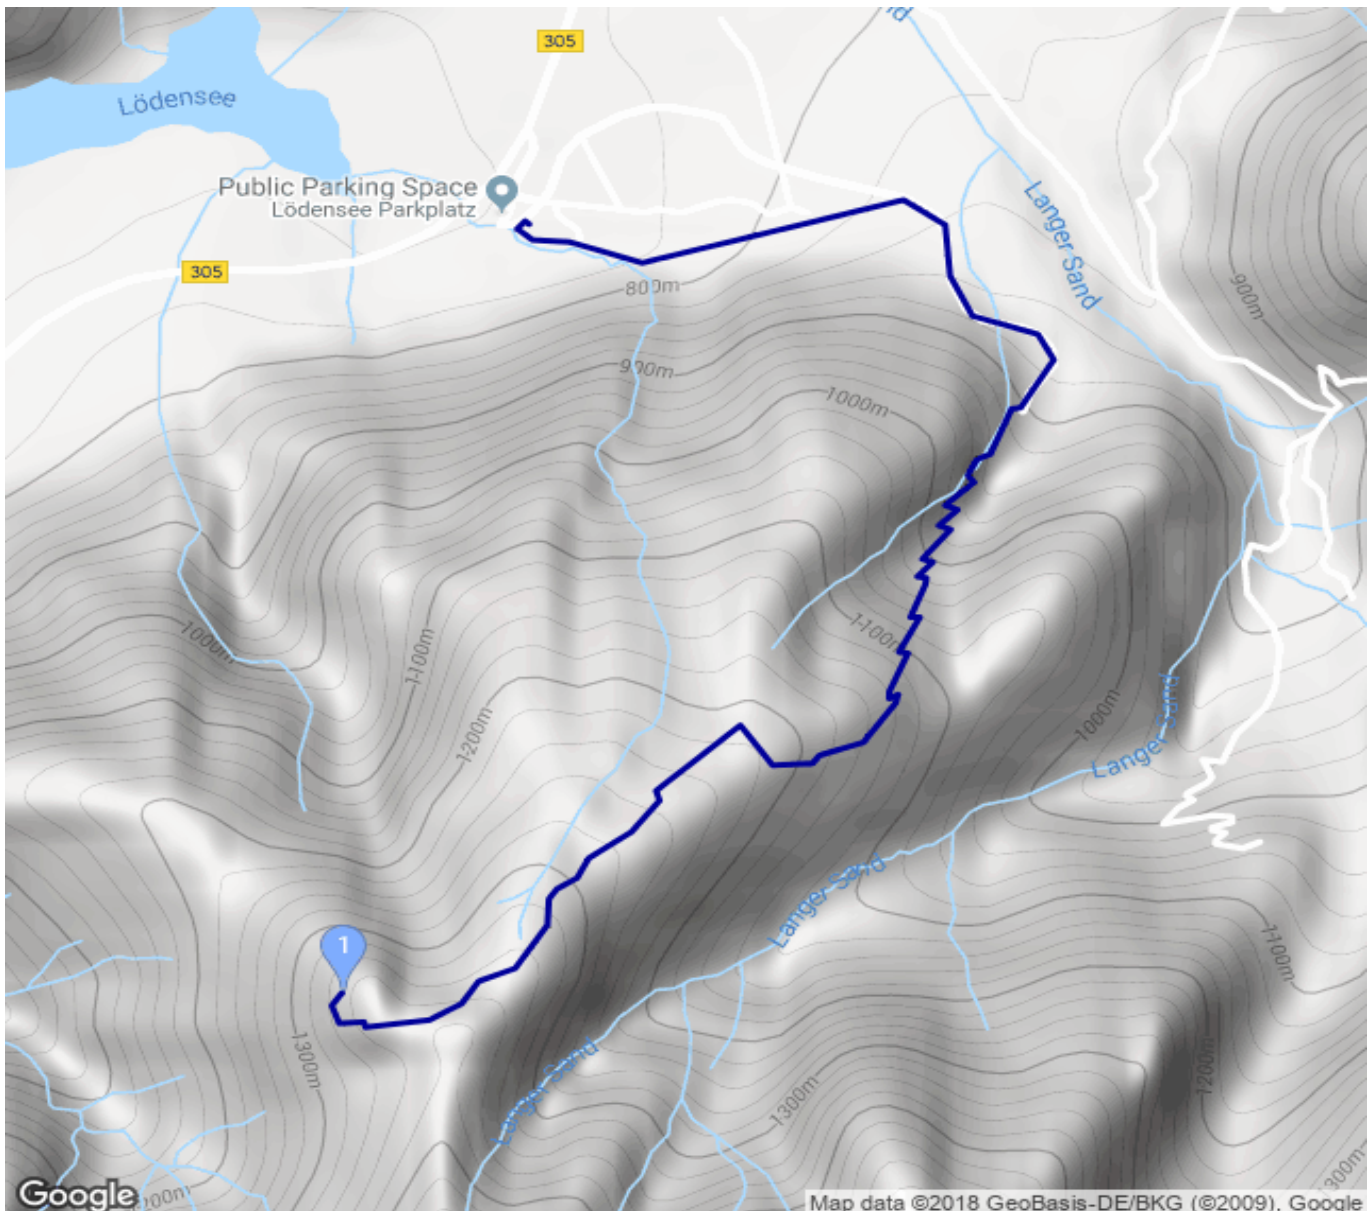 305
Lödensee
Public Parking Space
Lödensee Parkplatz
Langer Sand
305
800m
900m
900m
1000m
1100m
1000m
1100m
1200m
1000m
Langer Sand
Langer Sand
1
1100m
1300m
Langer Sand
1300m
1200m
1300m
Google
Map data ©2018 GeoBasis-DE/BKG (©2009), Google